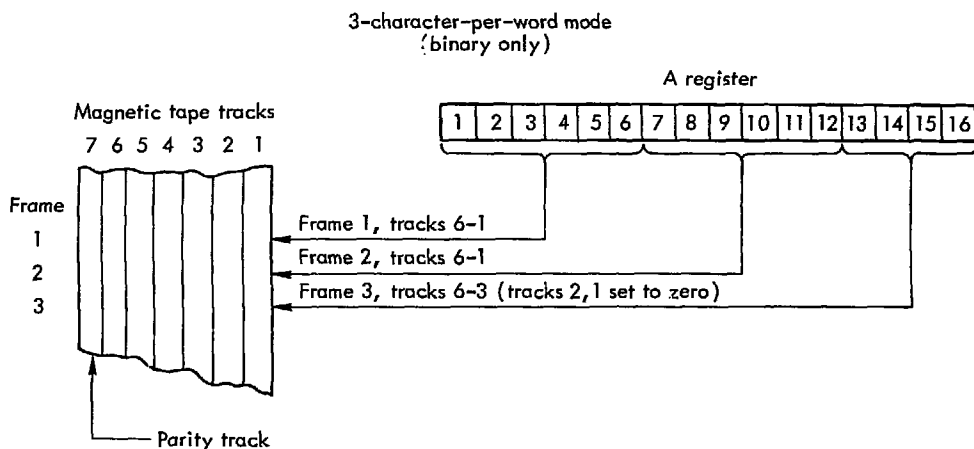 3-character-per-word mode
(binary only)
A register
Magnetic tape tracks
1 2 3 4 5 6 7 8 9 10 11 12 13 14 15 16
7 6 5 4 3 2 1
Frame
Frame 1, tracks 6-1
1
Frame 2, tracks 6-1
2
Frame 3, tracks 6-3 (tracks 2,1 set to zero)
3
Parity track